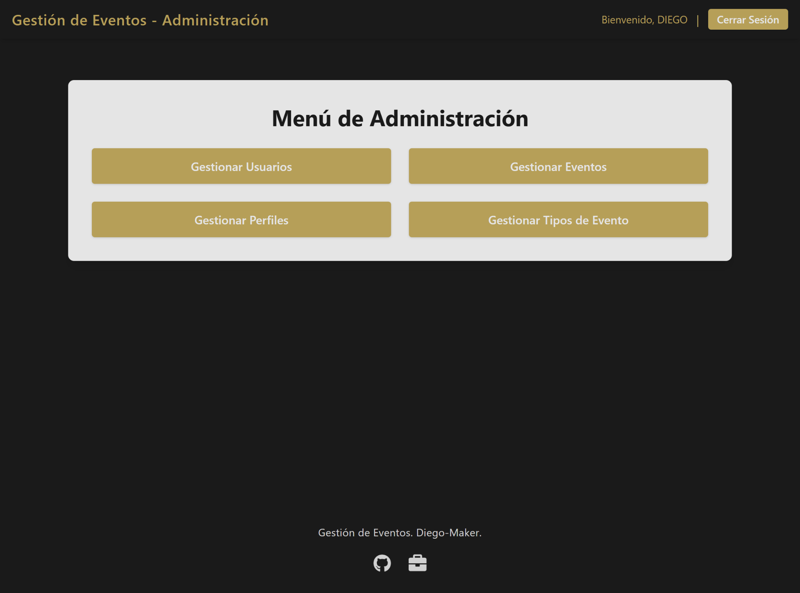 Gestión de Eventos - Administración
Bienvenido, DIEGO | Cerrar Sesión
Menú de Administración
Gestionar Usuarios
Gestionar Eventos
Gestionar Perfiles
Gestionar Tipos de Evento
Gestión de Eventos. Diego-Maker.